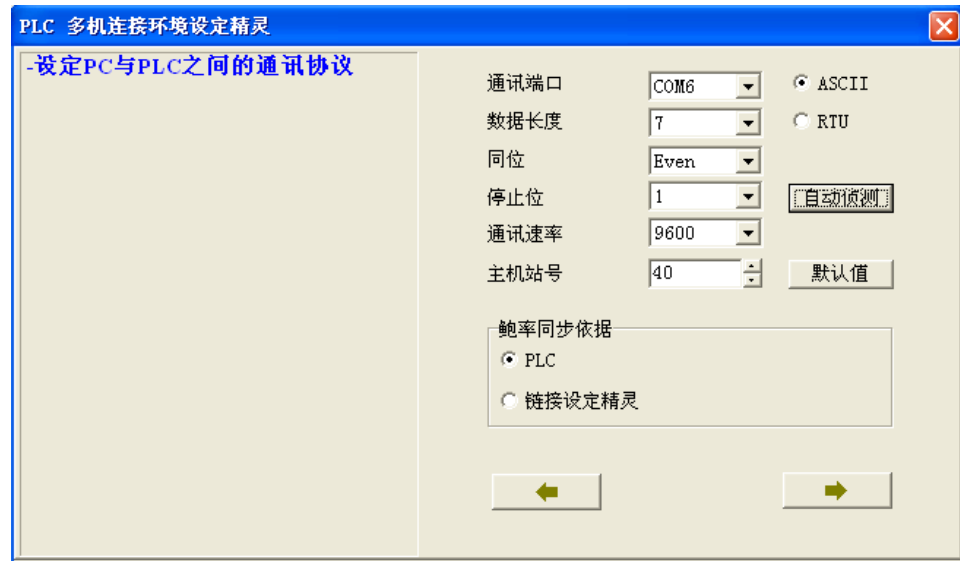 PLC 多机连接环境设定精灵
-设定PC与PLC之间的通讯协议
通讯端口 COM6 ASCII
数据长度 7 RTU
同位 Even
停止位 1 自动侦测
通讯速率 9600
主机站号 40 默认值
鲍率同步依据
PLC
链接设定精灵